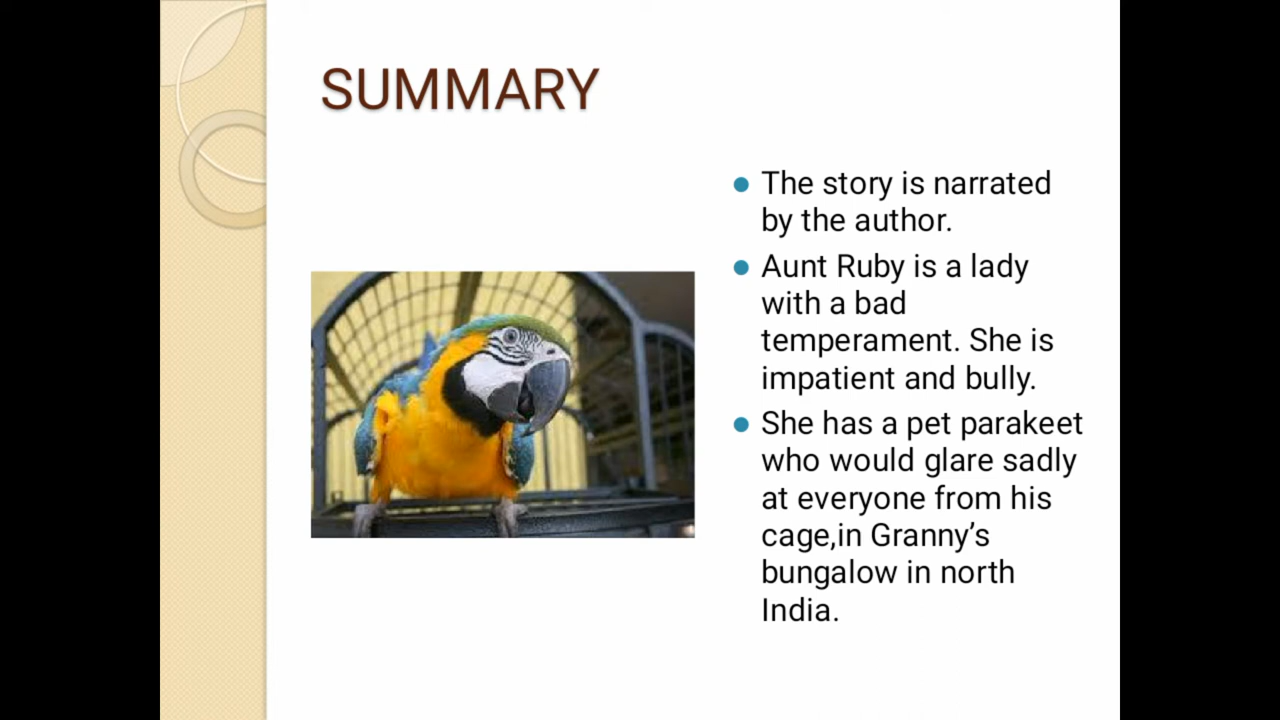 SUMMARY
The story is narrated
by the author.
Aunt Ruby is a lady
with a bad
temperament. She is
impatient and bully.
She has a pet parakeet
who would glare sadly
at everyone from his
cage,in Granny’s
bungalow in north
India.